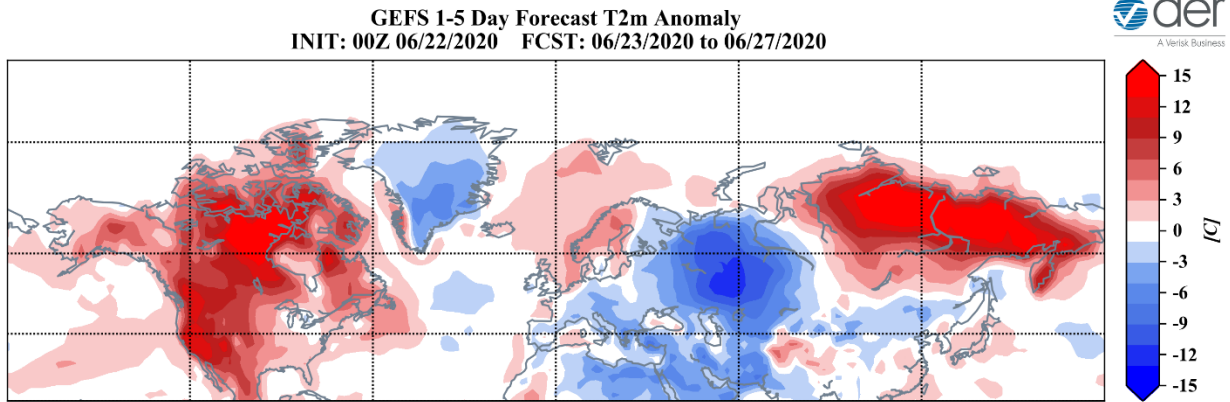 GEFS 1-5 Day Forecast T2m Anomaly
INIT: 00Z 06/22/2020 FCST: 06/23/2020 to 06/27/2020
aer
A Verisk Business
15
12
9
6
3
0
-3
-6
-9
-12
-15
[C]